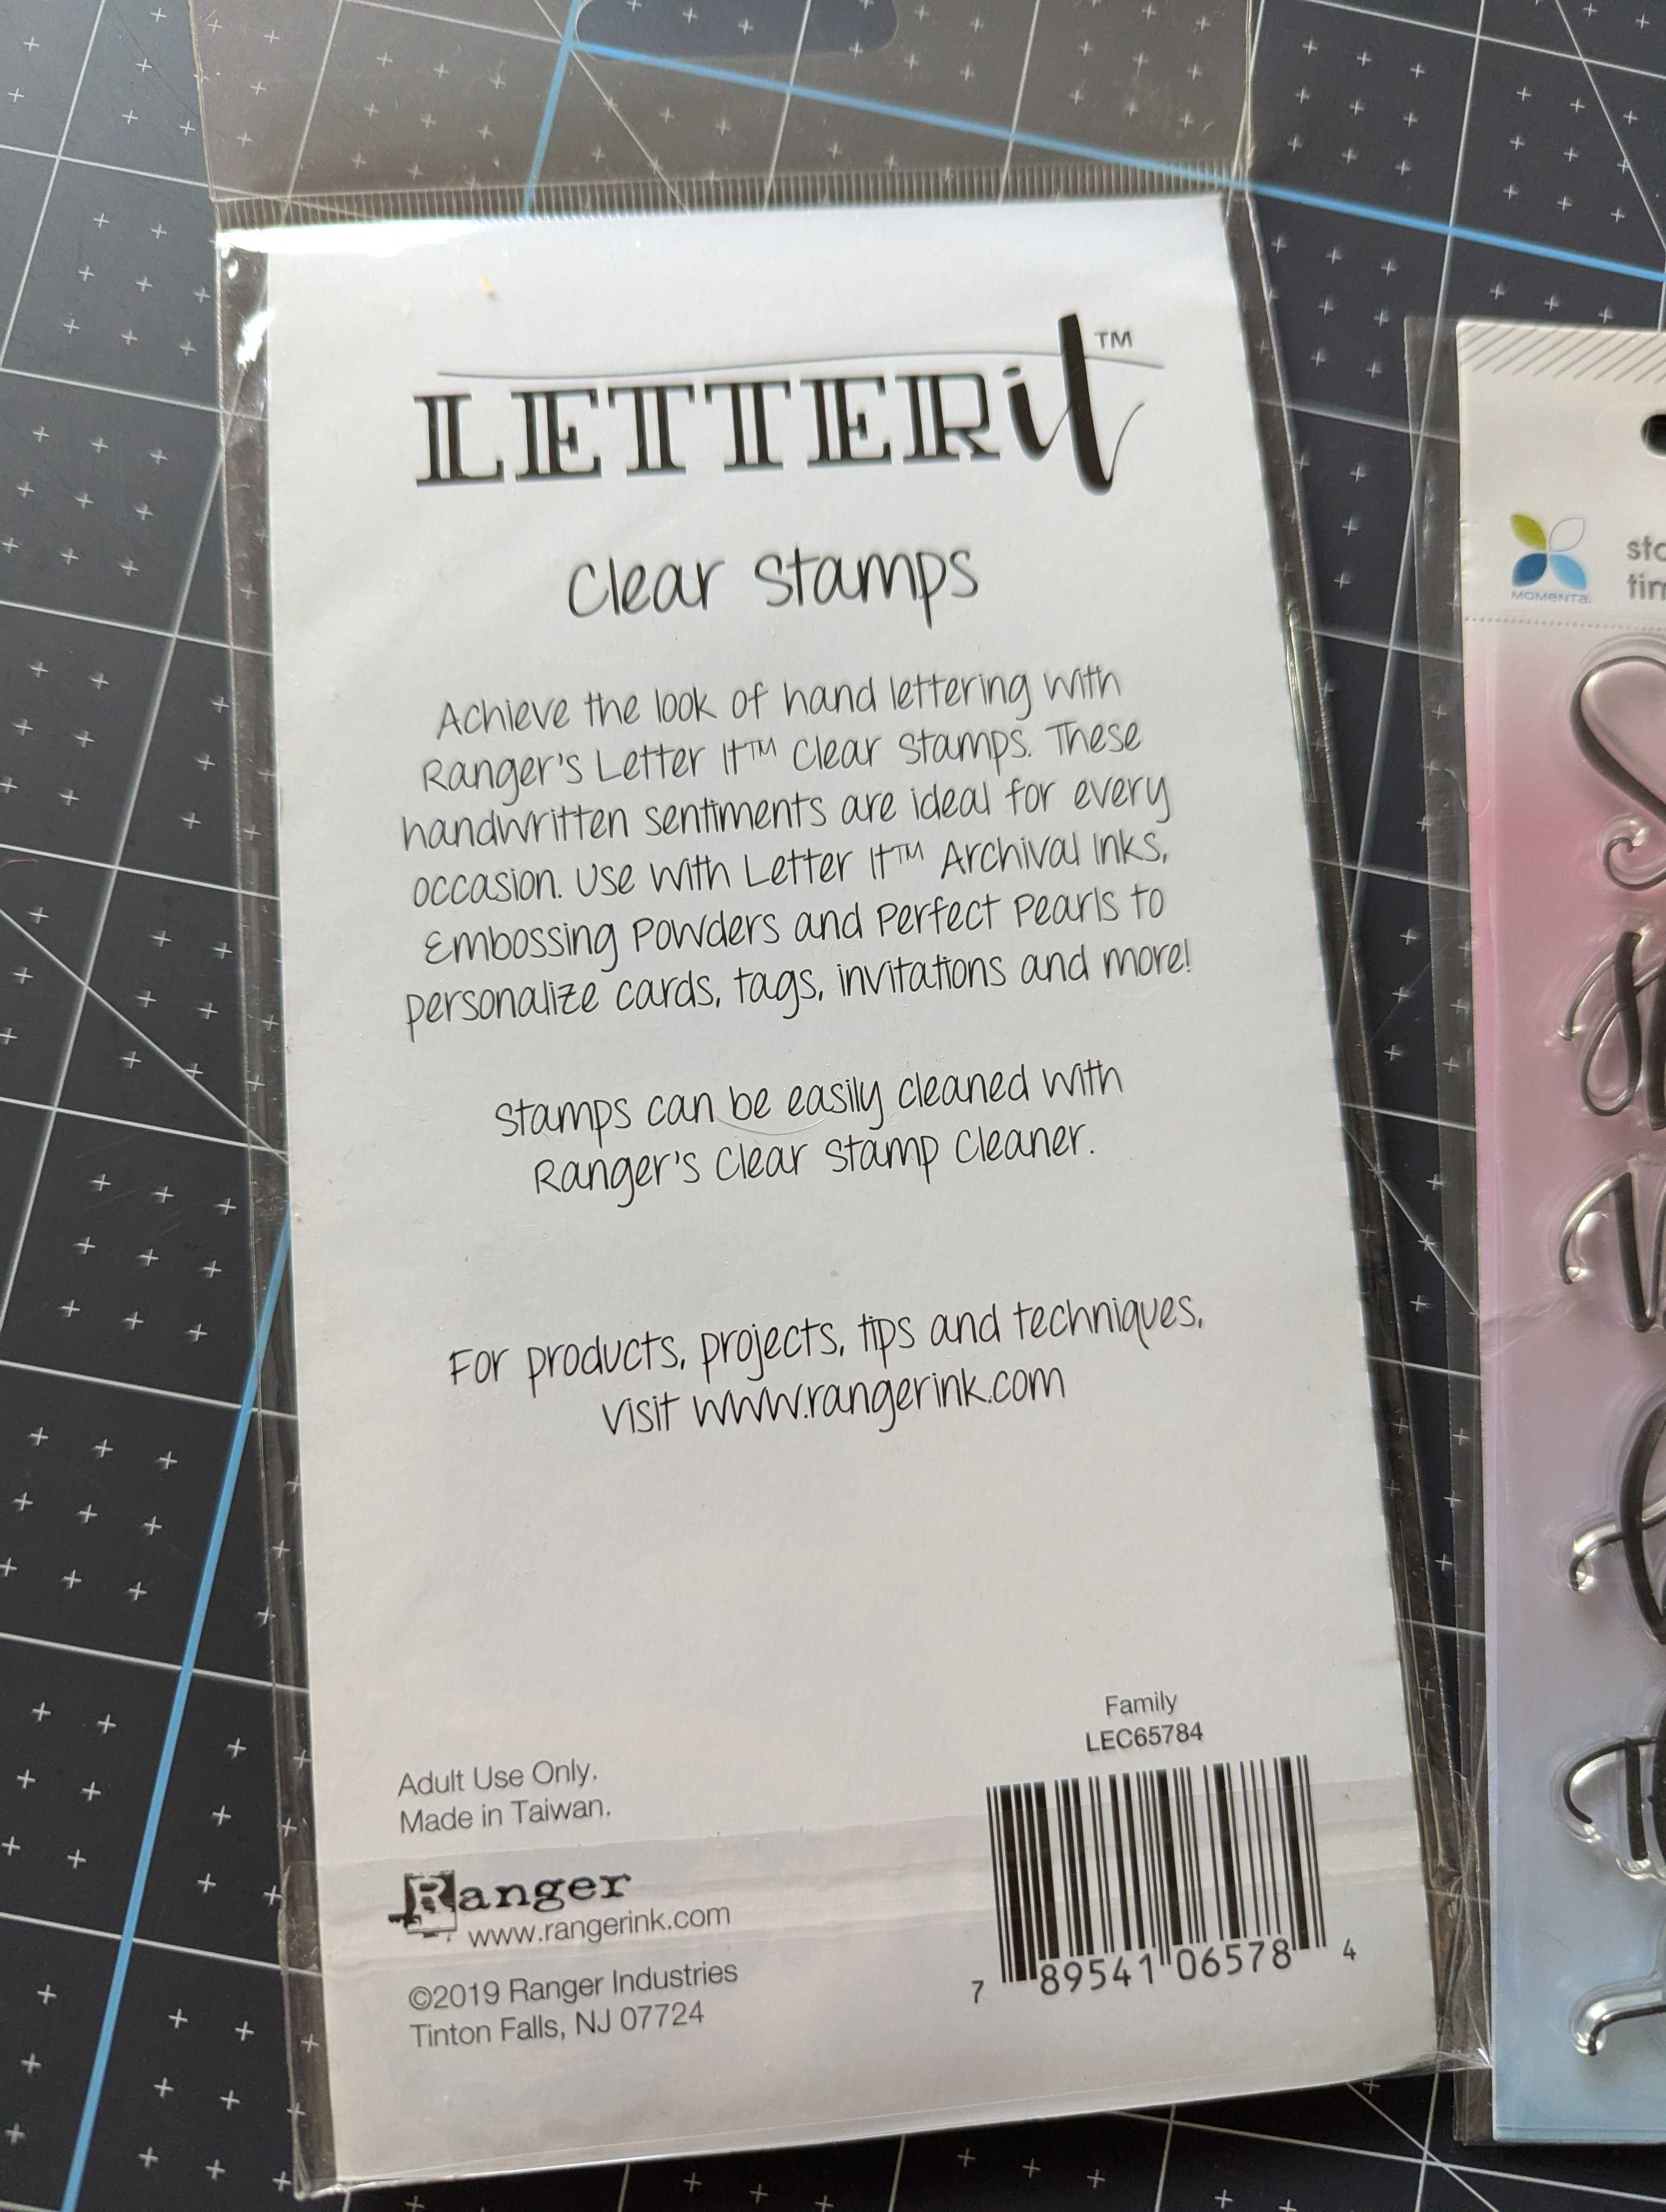 LETTERit™
Clear Stamps
Achieve the look of hand lettering with
Ranger's Letter It™ Clear Stamps. These
handwritten sentiments are ideal for every
occasion. Use with Letter It™ Archival Inks,
Embossing Powders and Perfect Pearls to
personalize cards, tags, invitations and more!
Stamps can be easily cleaned with
Ranger's Clear Stamp Cleaner.
For products, projects, tips and techniques,
visit www.rangerink.com
Family
LEC65784
Adult Use Only.
Made in Taiwan.
Ranger
www.rangerink.com
©2019 Ranger Industries
Tinton Falls, NJ 07724
7 89541 06578 4
MOMENTA